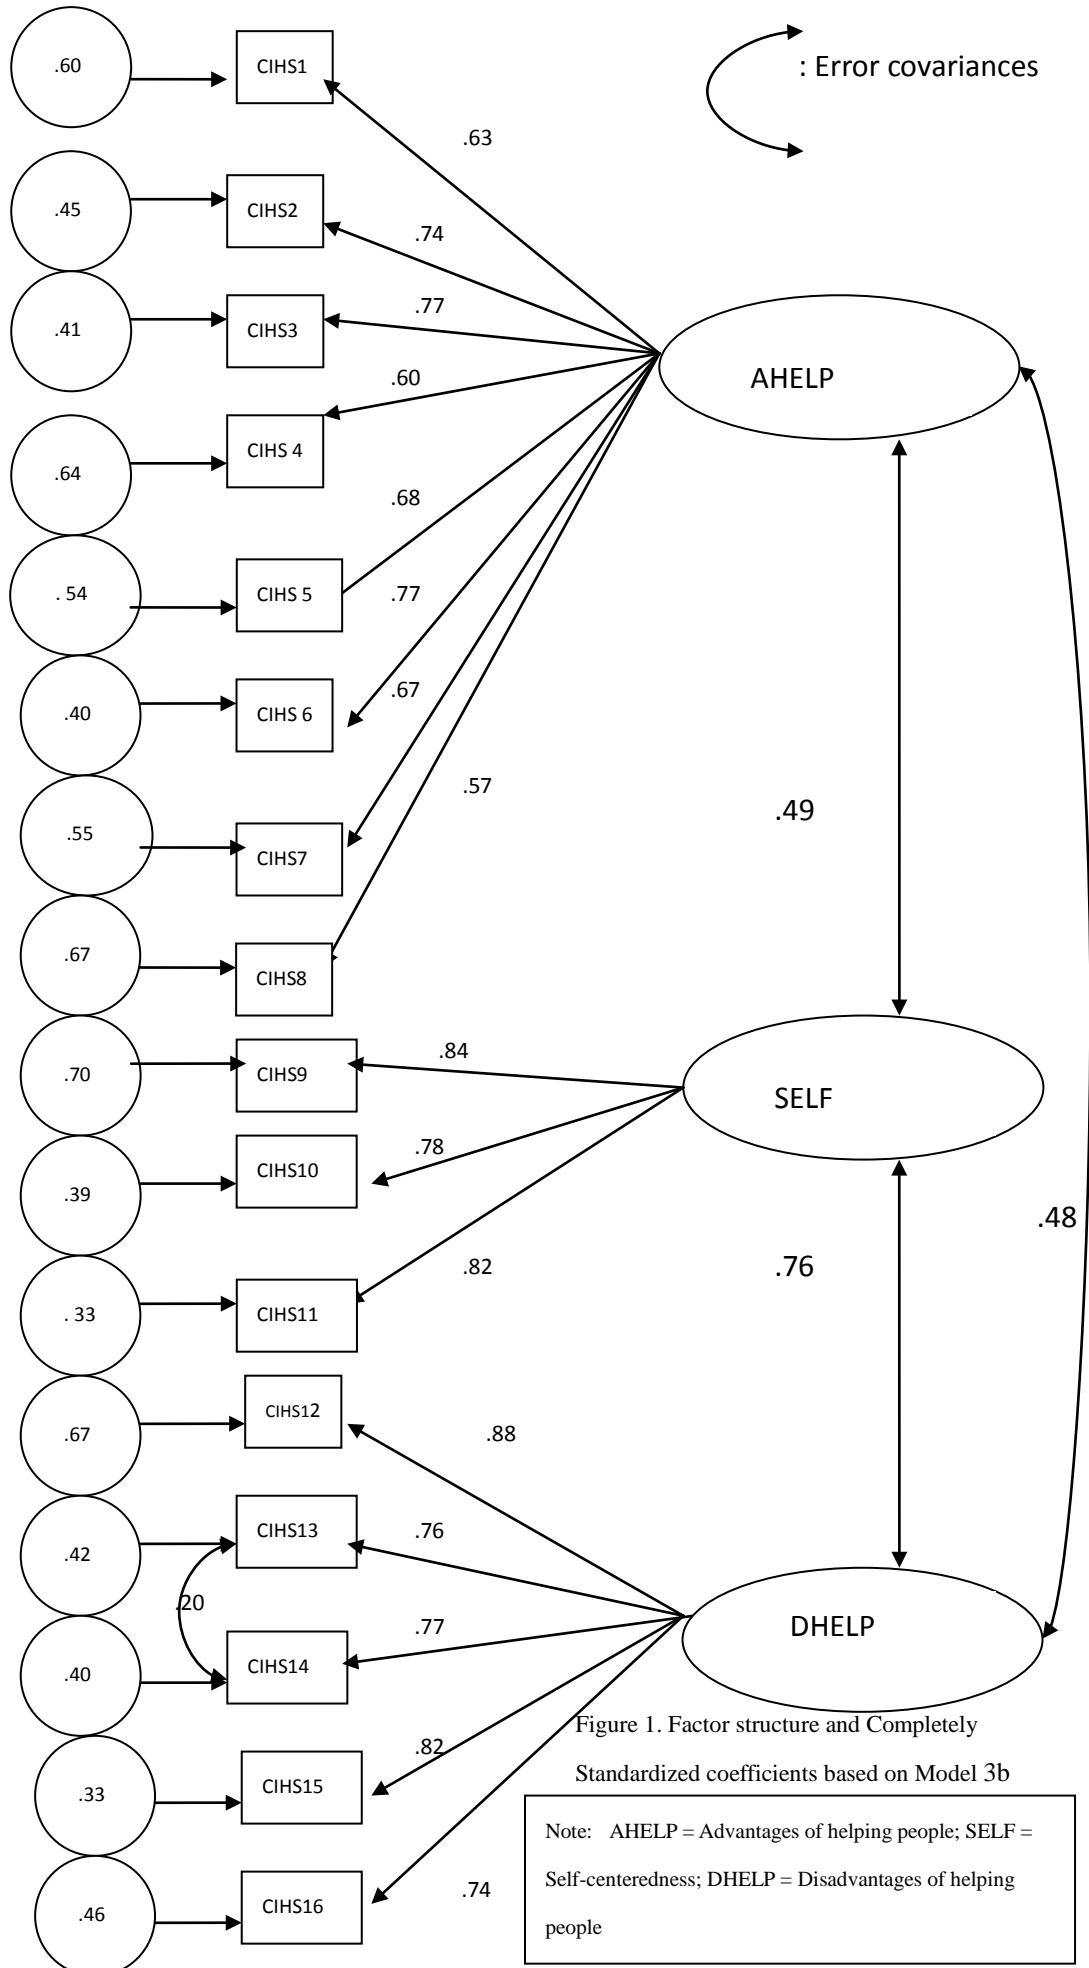 .60
CIHS1
: Error covariances
.63
.45
CIHS2
.74
.41
CIHS3
.77
AHELP
.60
.64
CIHS 4
.68
. 54
CIHS 5
.77
.40
CIHS 6
.67
.55
CIHS7
.57
.49
.67
CIHS8
.70
CIHS9
.84
SELF
.39
CIHS10
.78
.48
. 33
CIHS11
.82
.76
.67
CIHS12
.88
.42
CIHS13
.76
.20
.40
CIHS14
.77
DHELP
Figure 1. Factor structure and Completely
Standardized coefficients based on Model 3b
.33
CIHS15
.82
.46
CIHS16
.74
Note: AHELP = Advantages of helping people; SELF =
Self-centeredness; DHELP = Disadvantages of helping
people